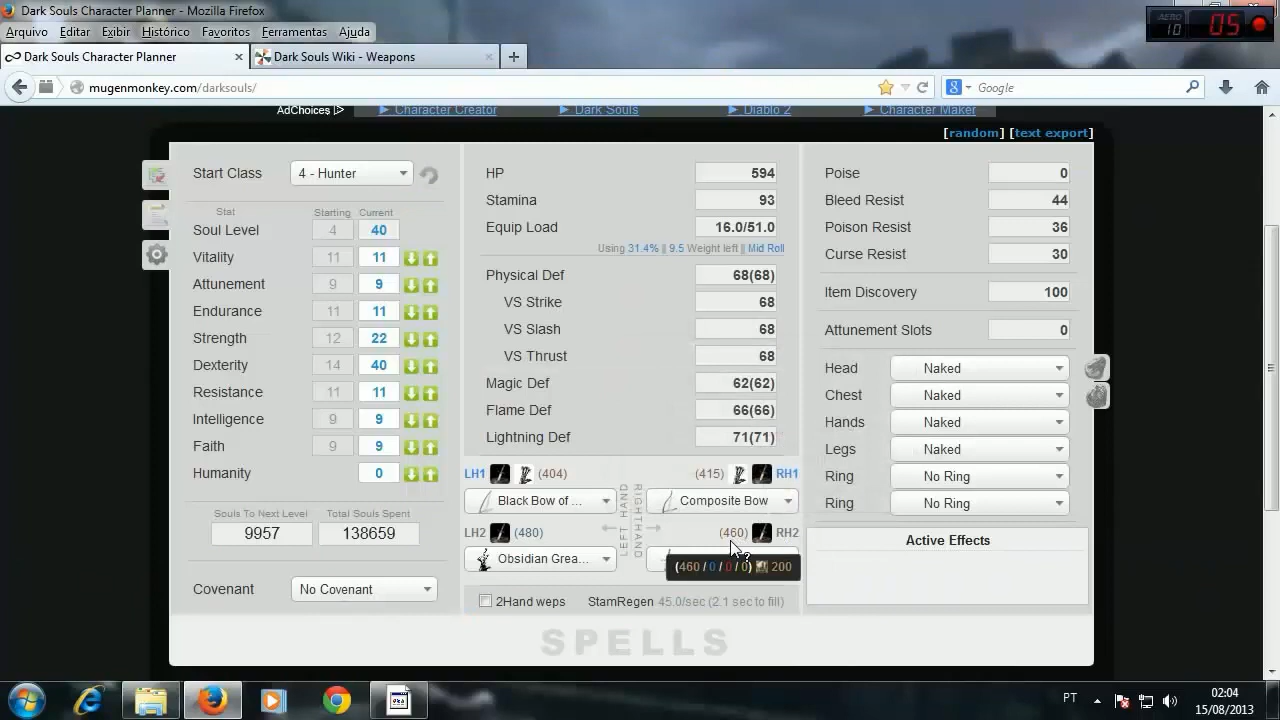 Dark Souls Character Planner - Mozilla Firefox
Arquivo Editar Exibir Histórico Favoritos Ferramentas Ajuda
AERO 10 05
Dark Souls Character Planner × Dark Souls Wiki - Weapons × +
mugenmonkey.com/darksouls/ Google
AdChoices Character Creator Dark Souls Diablo 2 Character Maker
[random] [text export]
Start Class 4 - Hunter
Stat Starting Current
Soul Level 4 40
Vitality 11 11
Attunement 9 9
Endurance 11 11
Strength 12 22
Dexterity 14 40
Resistance 11 11
Intelligence 9 9
Faith 9 9
Humanity 0
Souls To Next Level Total Souls Spent
9957 138659
Covenant No Covenant
HP 594
Stamina 93
Equip Load 16.0/51.0
Using 31.4% || 9.5 Weight left || Mid Roll
Physical Def 68(68)
VS Strike 68
VS Slash 68
VS Thrust 68
Magic Def 62(62)
Flame Def 66(66)
Lightning Def 71(71)
LH1 (404) (415) RH1
Black Bow of ... Composite Bow
LEFT HAND
RIGHTHAND
LH2 (480) (460) RH2
Obsidian Grea...
(460 / 0 / 0 / 0) 200
2Hand weps StamRegen 45.0/sec (2.1 sec to fill)
Poise 0
Bleed Resist 44
Poison Resist 36
Curse Resist 30
Item Discovery 100
Attunement Slots 0
Head Naked
Chest Naked
Hands Naked
Legs Naked
Ring No Ring
Ring No Ring
Active Effects
SPELLS
PT 02:04
15/08/2013